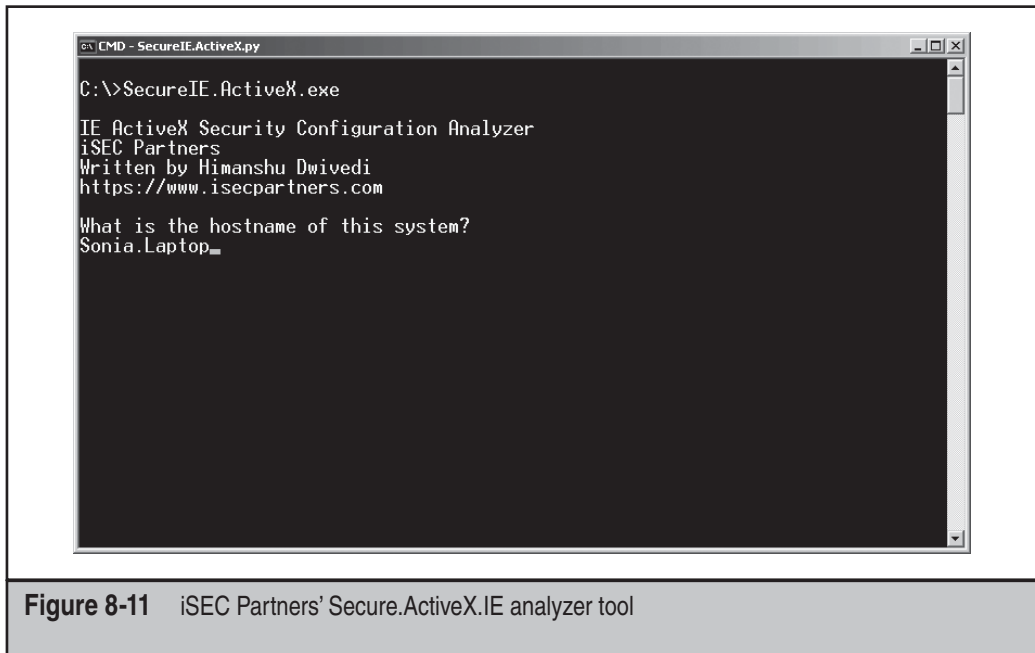 CMD - SecureIE.ActiveX.py
C:\>SecureIE.ActiveX.exe
IE ActiveX Security Configuration Analyzer
iSEC Partners
Written by Himanshu Dwivedi
https://www.isecpartners.com
What is the hostname of this system?
Sonia.Laptop_
Figure 8-11 iSEC Partners’ Secure.ActiveX.IE analyzer tool